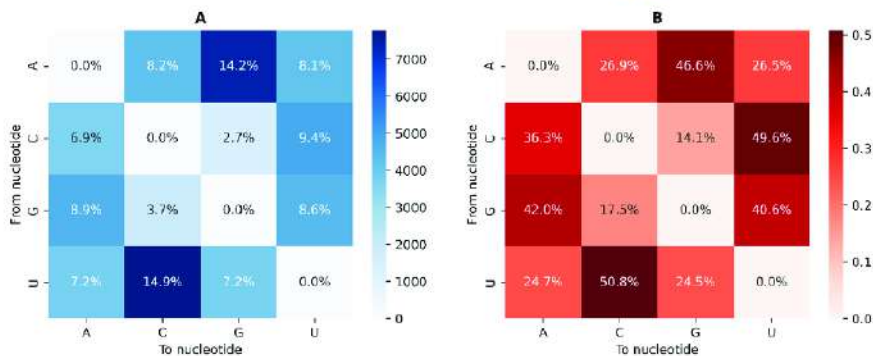 A
B
A 0.0% 8.2% 14.2% 8.1%
C 6.9% 0.0% 2.7% 9.4%
G 8.9% 3.7% 0.0% 8.6%
U 7.2% 14.9% 7.2% 0.0%
A C G U
From nucleotide
To nucleotide
7000
6000
5000
4000
3000
2000
1000
0
A 0.0% 26.9% 46.6% 26.5%
C 36.3% 0.0% 14.1% 49.6%
G 42.0% 17.5% 0.0% 40.6%
U 24.7% 50.8% 24.5% 0.0%
A C G U
From nucleotide
To nucleotide
0.5
0.4
0.3
0.2
0.1
0.0